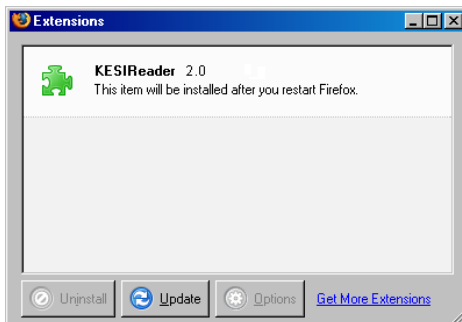 Extensions
KESIReader 2.0
This item will be installed after you restart Firefox.
Uninstall Update Options Get More Extensions